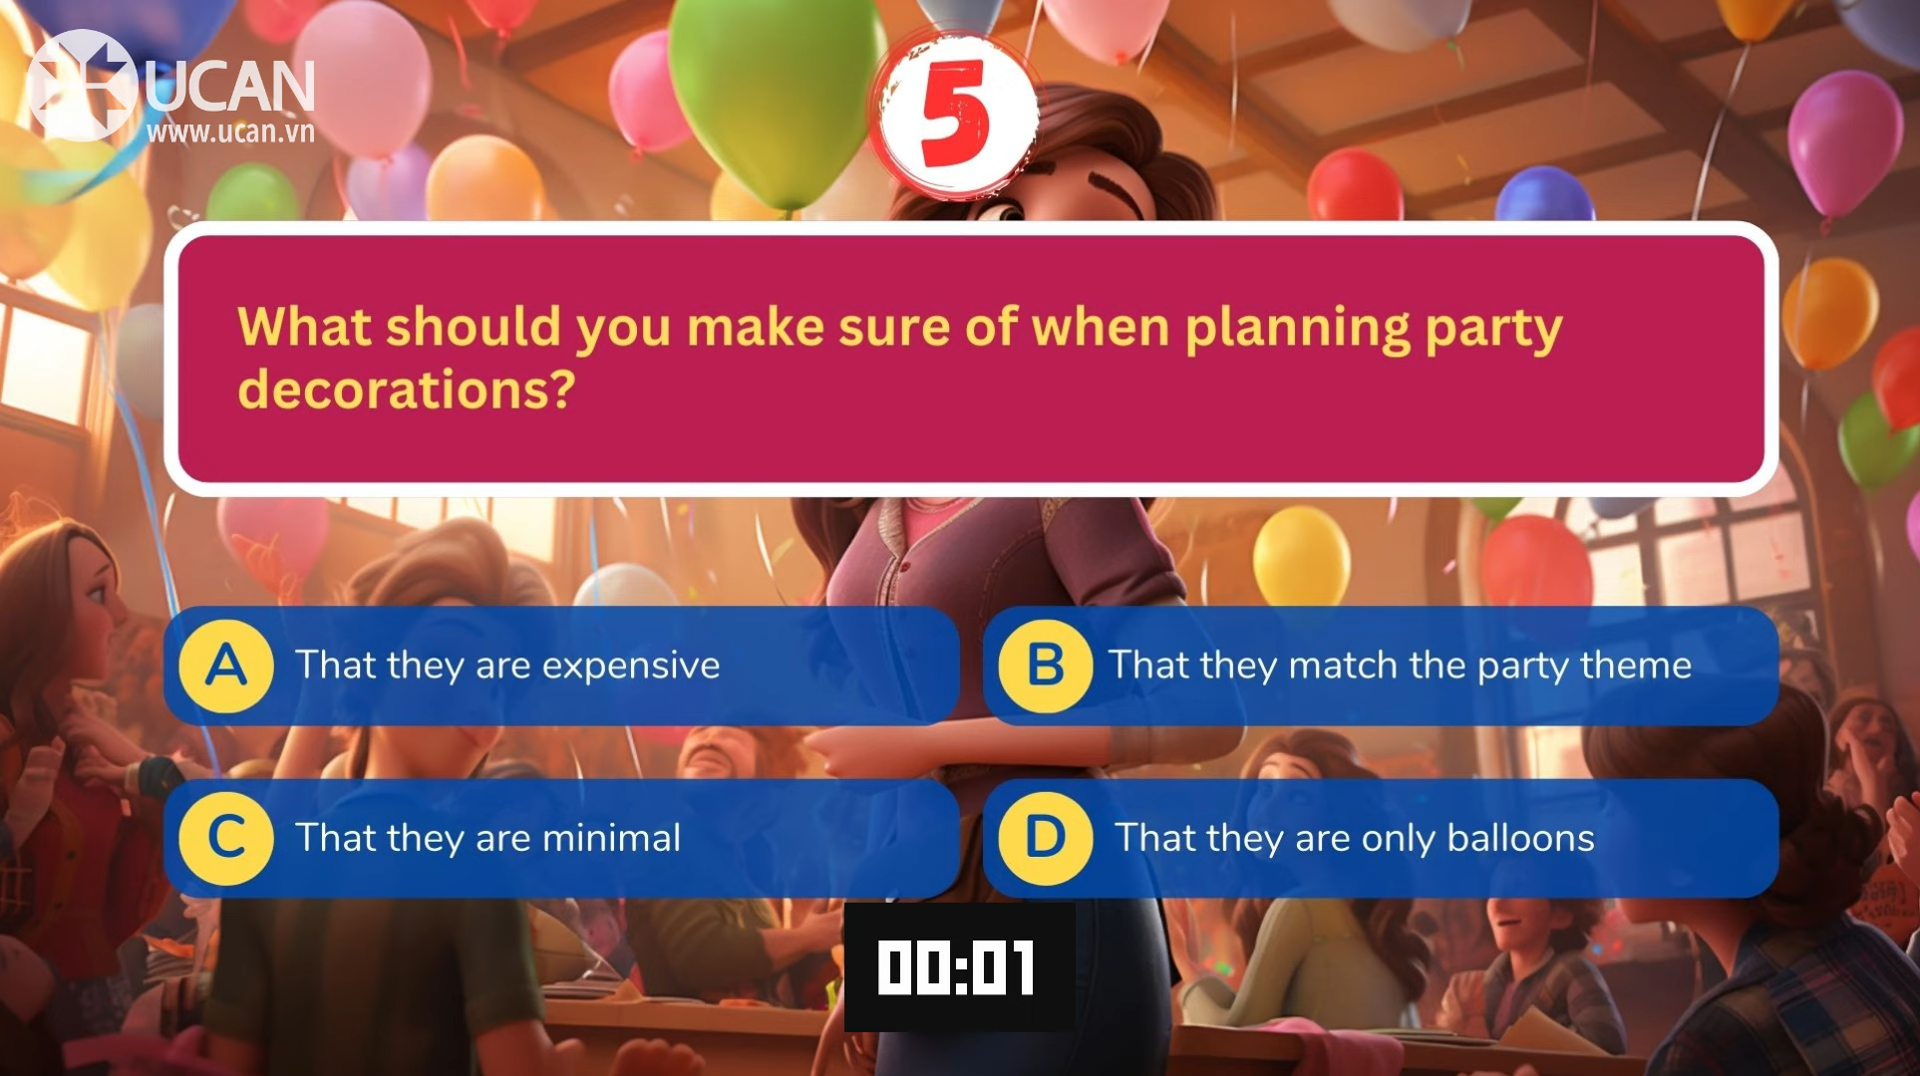 UCAN
www.ucan.vn
5
What should you make sure of when planning party
decorations?
A That they are expensive
B That they match the party theme
C That they are minimal
D That they are only balloons
00:01